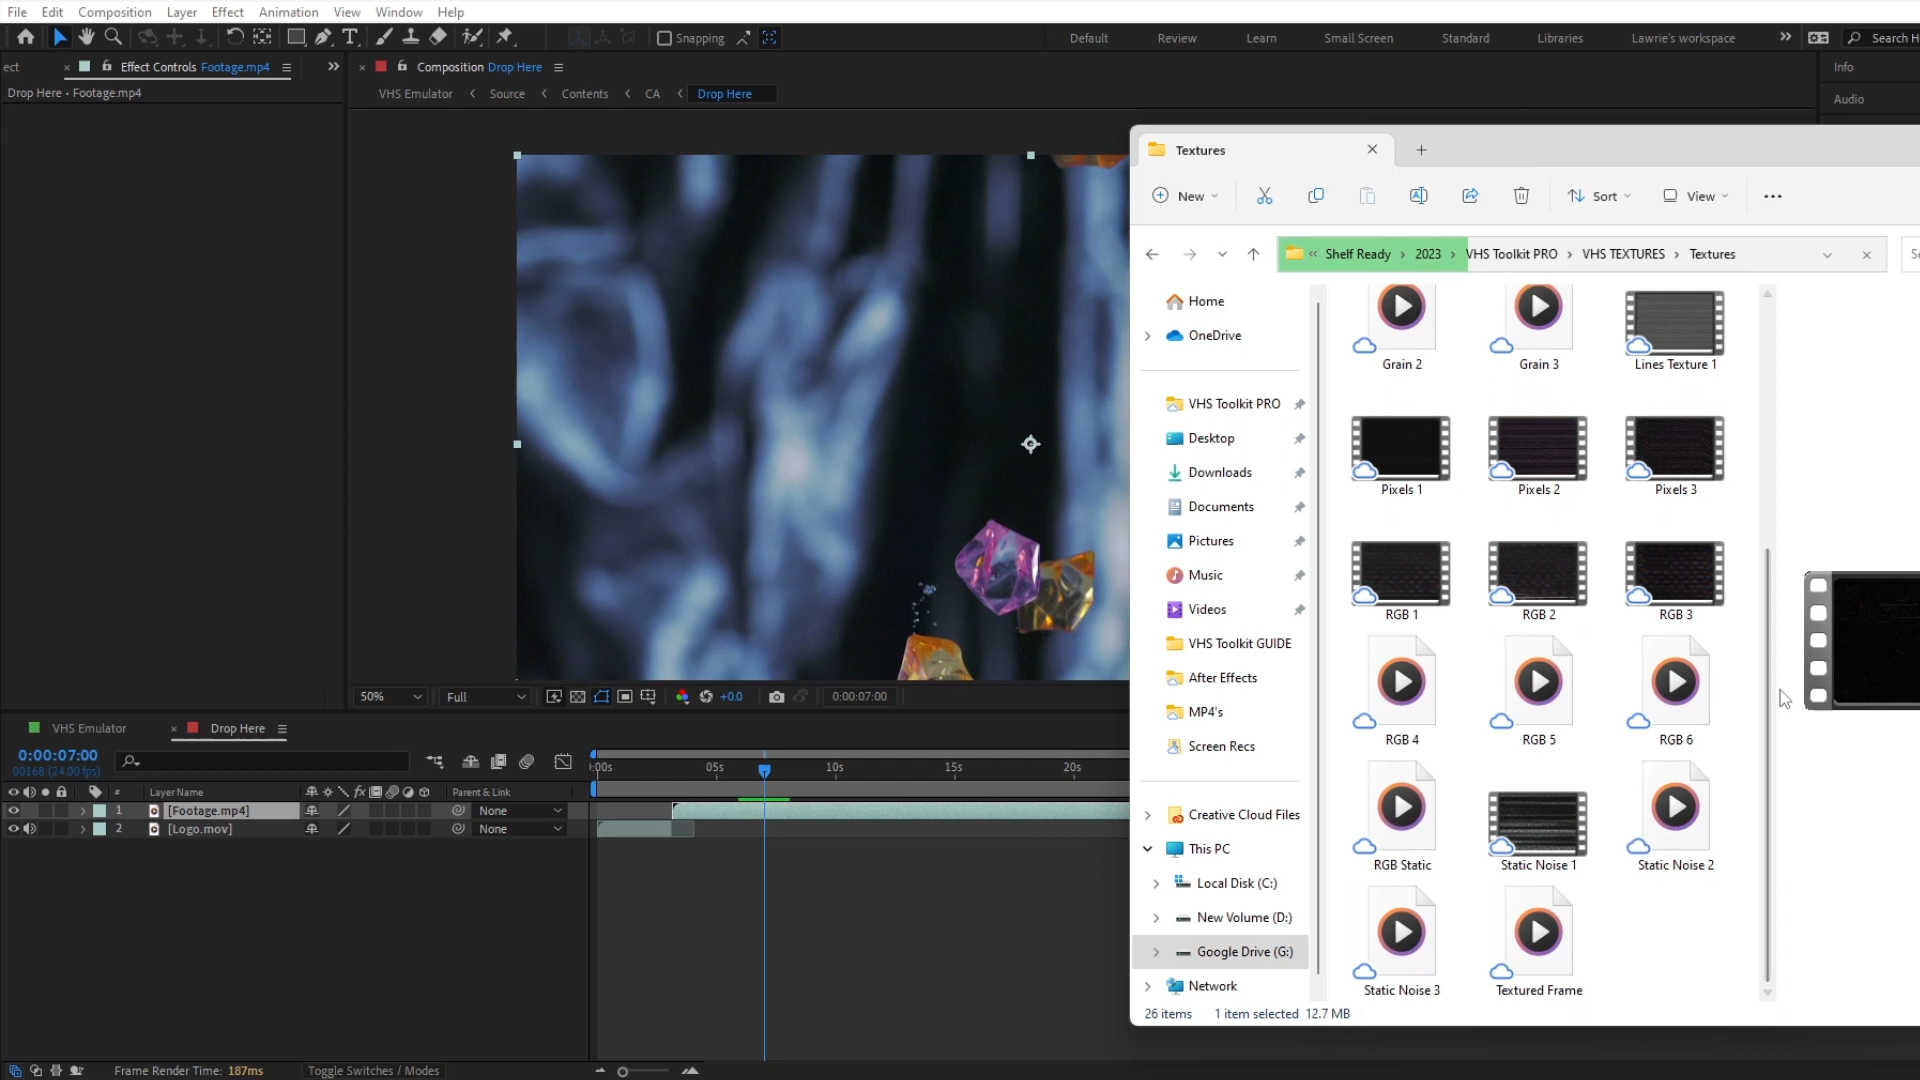 File Edit Composition Layer Effect Animation View Window Help
Snapping Default Review Learn Small Screen Standard Libraries Lawrie's workspace Search H
ect Effect Controls Footage.mp4 Composition Drop Here Info
Drop Here • Footage.mp4 VHS Emulator Source Contents CA Drop Here Audio
Textures
New Sort View
Shelf Ready 2023 VHS Toolkit PRO VHS TEXTURES Textures Se
Home
OneDrive
Grain 2 Grain 3 Lines Texture 1
VHS Toolkit PRO
Desktop
Downloads
Pixels 1 Pixels 2 Pixels 3
Documents
Pictures
Music
Videos
RGB 1 RGB 2 RGB 3
VHS Toolkit GUIDE
After Effects
MP4's
Screen Recs
RGB 4 RGB 5 RGB 6
Creative Cloud Files
This PC
RGB Static Static Noise 1 Static Noise 2
Local Disk (C:)
New Volume (D:)
Google Drive (G:)
Network
Static Noise 3 Textured Frame
26 items 1 item selected 12.7 MB
50% Full +0.0 0:00:07:00
VHS Emulator Drop Here
0:00:07:00
00168 (24.00 fps)
:00s 05s 10s 15s 20s
# Layer Name fx Parent & Link
1 [Footage.mp4] None
2 [Logo.mov] None
Frame Render Time: 187ms Toggle Switches / Modes